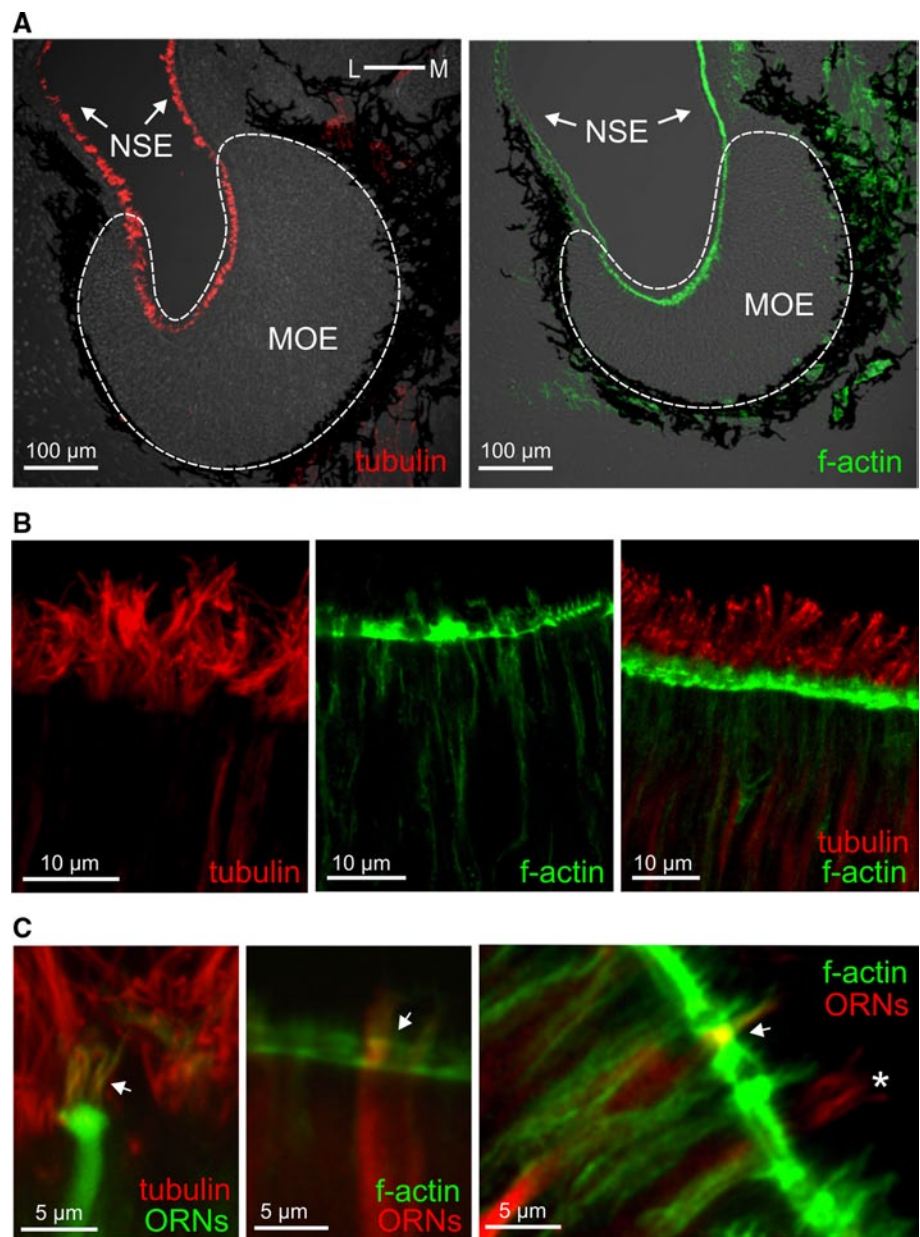 A
L M
NSE
MOE
100 µm
tubulin
NSE
MOE
100 µm
f-actin
B
10 µm
tubulin
10 µm
f-actin
tubulin
10 µm
f-actin
C
tubulin
5 µm
ORNs
f-actin
5 µm
ORNs
f-actin
ORNs
*
5 µm